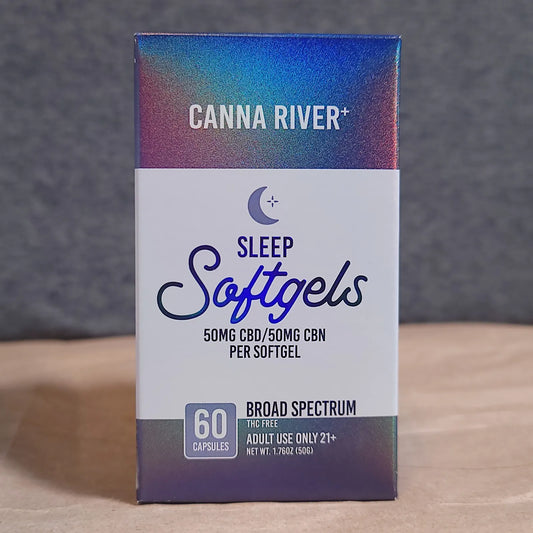 CANNA RIVER+
SLEEP
Softgels
50MG CBD/50MG CBN
PER SOFTGEL
60
CAPSULES
BROAD SPECTRUM
THC FREE
ADULT USE ONLY 21+
NET WT. 1.76OZ (50G)